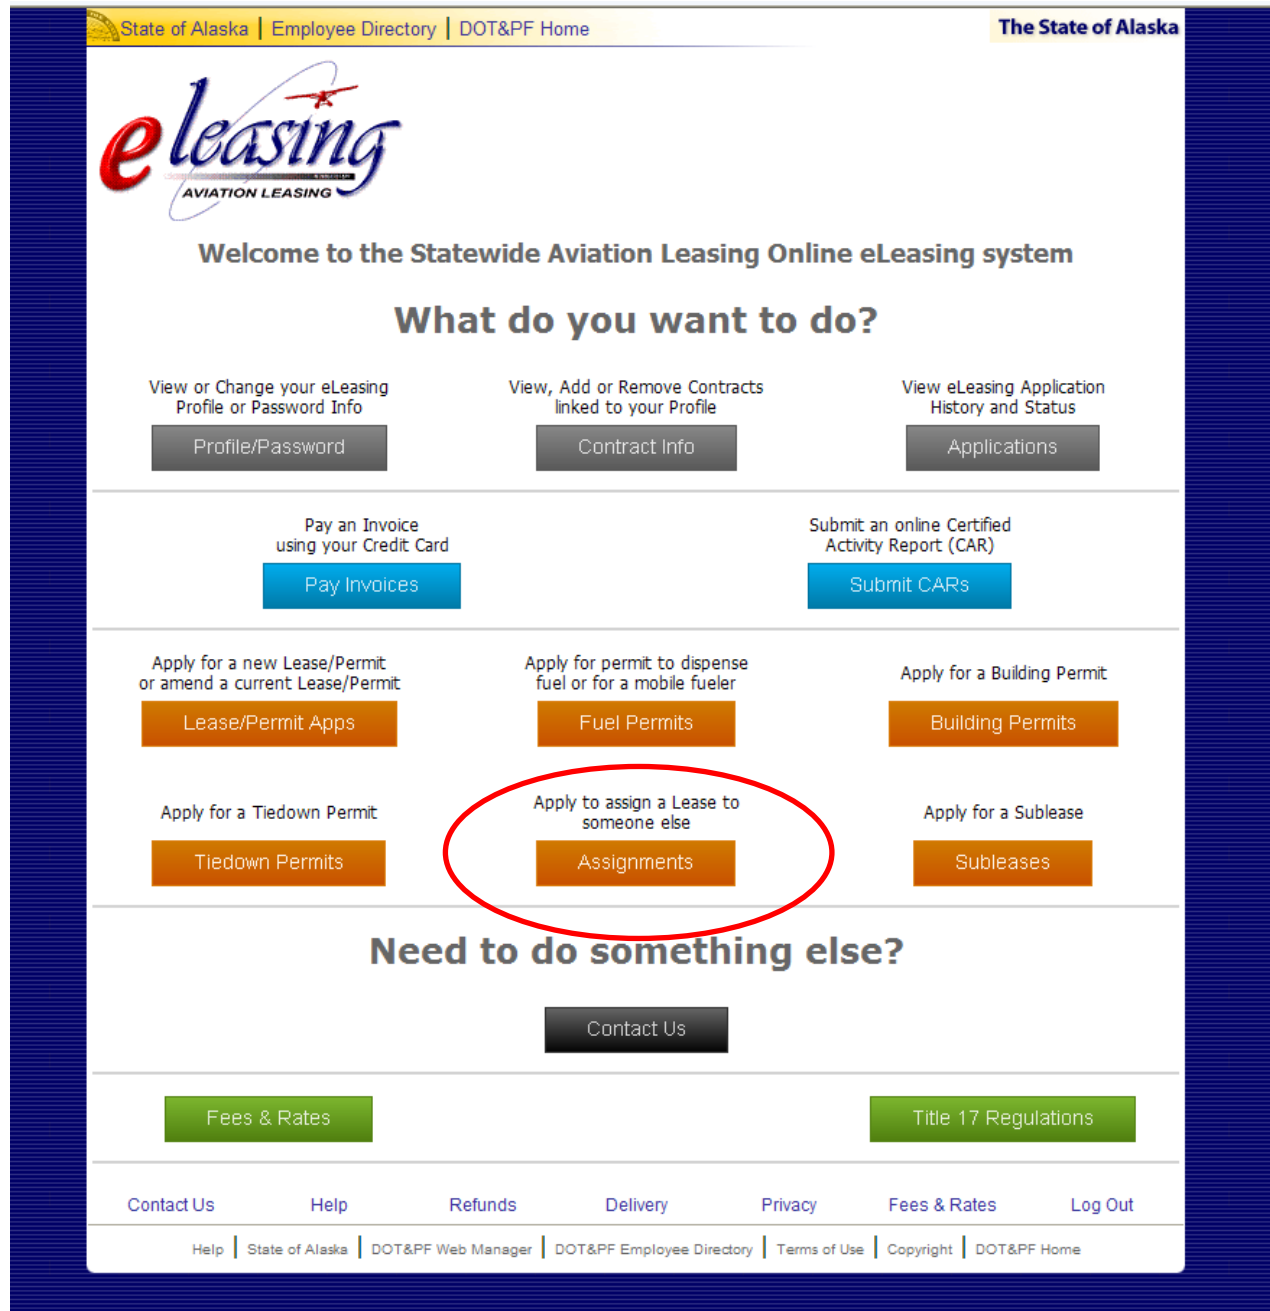 State of Alaska | Employee Directory | DOT&PF Home
The State of Alaska
eleasing
AVIATION LEASING
Welcome to the Statewide Aviation Leasing Online eLeasing system
What do you want to do?
View or Change your eLeasing
Profile or Password Info
Profile/Password
View, Add or Remove Contracts
linked to your Profile
Contract Info
View eLeasing Application
History and Status
Applications
Pay an Invoice
using your Credit Card
Pay Invoices
Submit an online Certified
Activity Report (CAR)
Submit CARs
Apply for a new Lease/Permit
or amend a current Lease/Permit
Lease/Permit Apps
Apply for permit to dispense
fuel or for a mobile fueler
Fuel Permits
Apply for a Building Permit
Building Permits
Apply for a Tiedown Permit
Tiedown Permits
Apply to assign a Lease to
someone else
Assignments
Apply for a Sublease
Subleases
Need to do something else?
Contact Us
Fees & Rates
Title 17 Regulations
Contact Us Help Refunds Delivery Privacy Fees & Rates Log Out
Help | State of Alaska | DOT&PF Web Manager | DOT&PF Employee Directory | Terms of Use | Copyright | DOT&PF Home